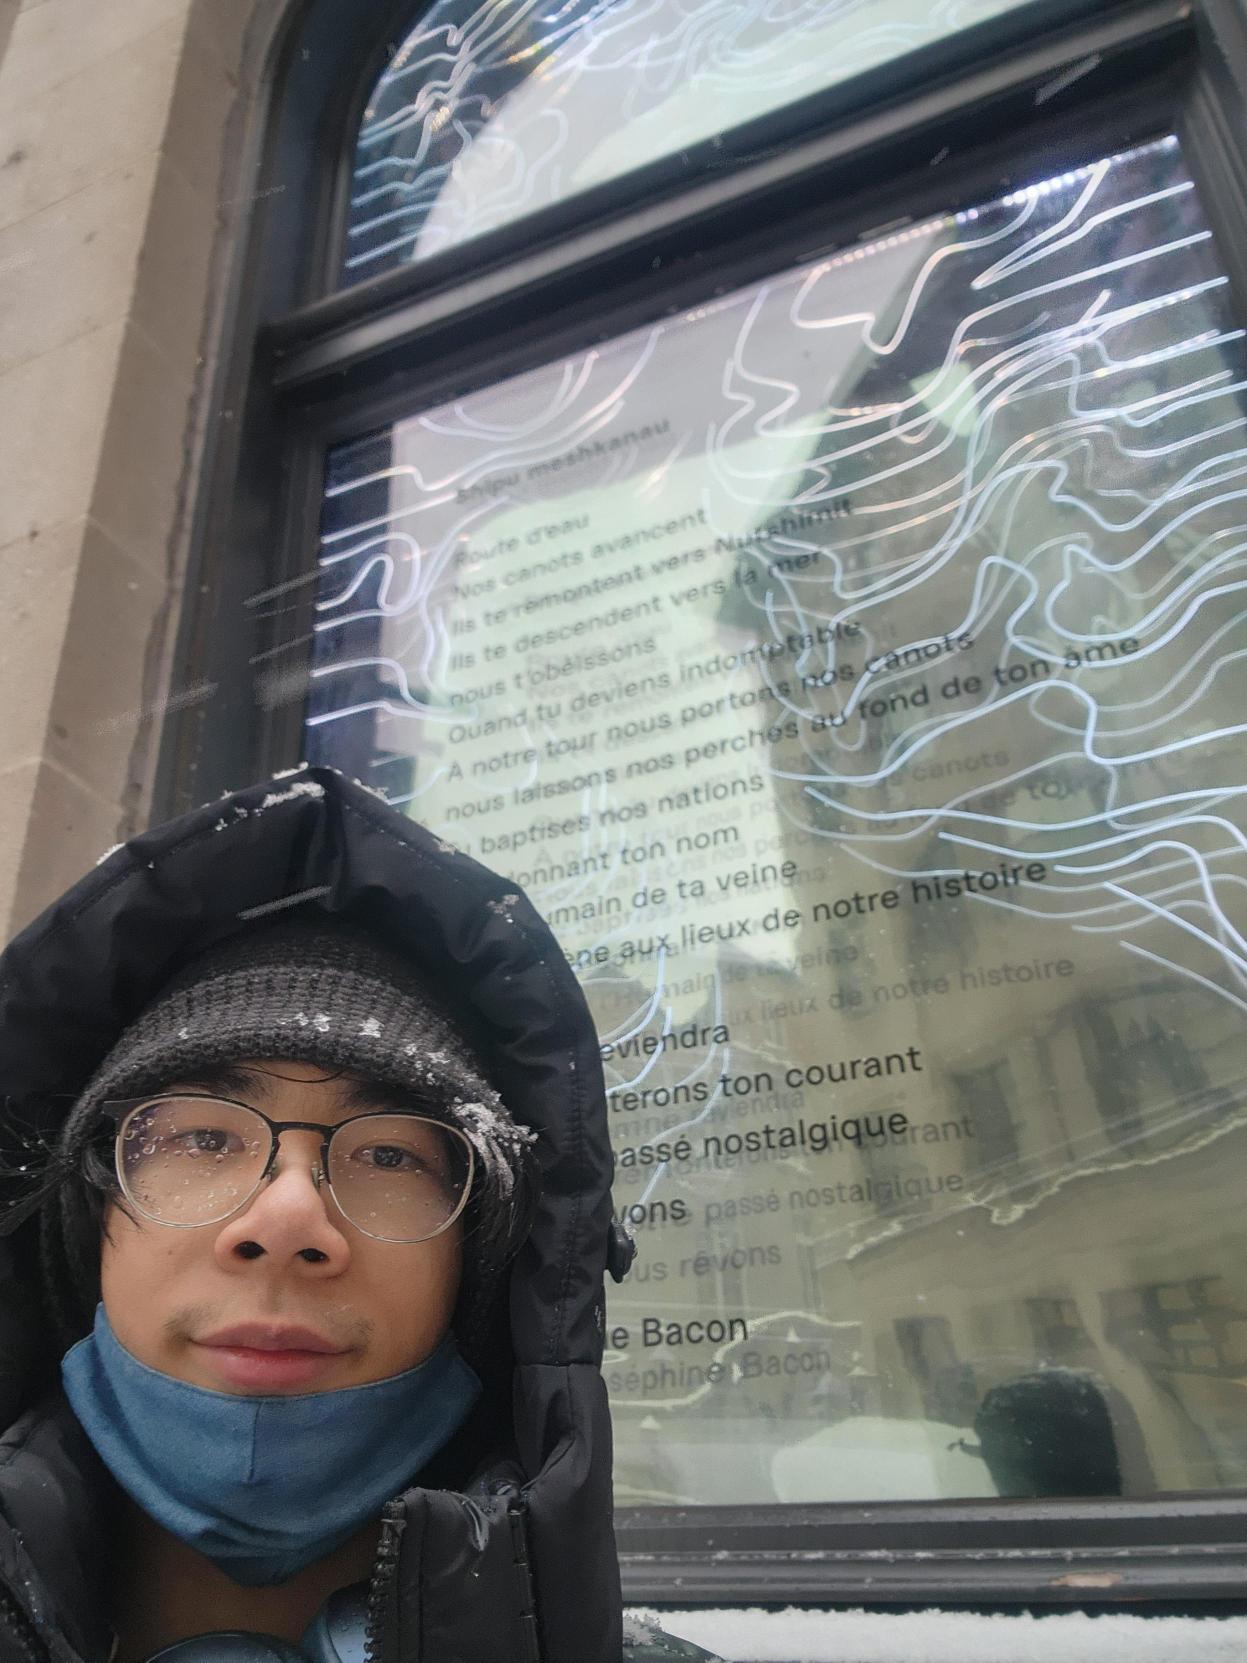 Shipu meshkanau
Route d'eau
Nos canots avancent
Ils te remontent vers Nutshimit
Ils te descendent vers la mer
nous t'obéissons
Quand tu deviens indomptable
À notre tour nous portons nos canots
nous laissons nos perches au fond de ton âme
baptises nos nations
donnant ton nom
umain de ta veine
ène aux lieux de notre histoire
eviendra
terons ton courant
passé nostalgique
vons
e Bacon